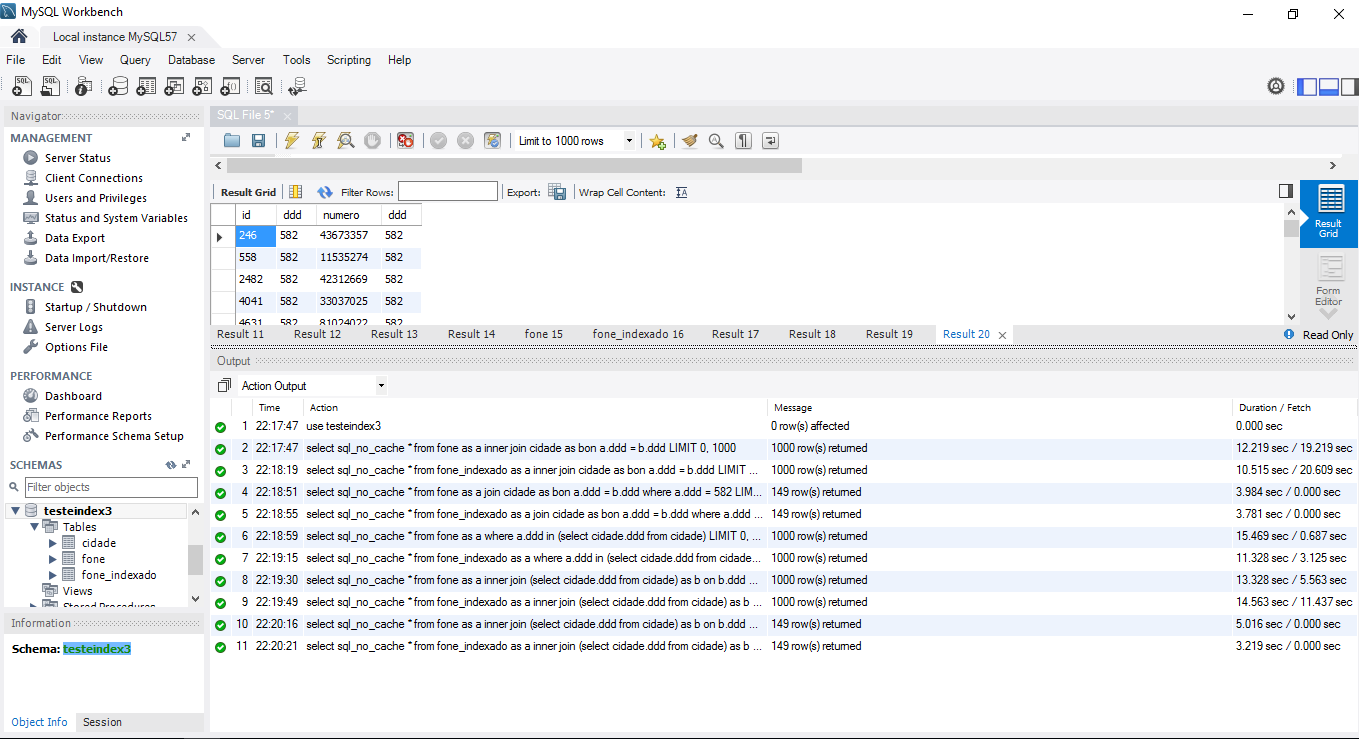 MySQL Workbench
Local instance MySQL57
File Edit View Query Database Server Tools Scripting Help
Navigator
MANAGEMENT
Server Status
Client Connections
Users and Privileges
Status and System Variables
Data Export
Data Import/Restore
INSTANCE
Startup / Shutdown
Server Logs
Options File
PERFORMANCE
Dashboard
Performance Reports
Performance Schema Setup
SCHEMAS
Filter objects
testeindex3
Tables
cidade
fone
fone_indexado
Views
Stored Procedures
Information
Schema: testeindex3
Object Info Session
SQL File 5*
Limit to 1000 rows
Result Grid Filter Rows: Export: Wrap Cell Content:
id ddd numero ddd
246 582 43673357 582
558 582 11535274 582
2482 582 42312669 582
4041 582 33037025 582
4631 582 81024022 582
Result Grid
Form Editor
Result 11 Result 12 Result 13 Result 14 fone 15 fone_indexado 16 Result 17 Result 18 Result 19 Result 20 Read Only
Output
Action Output
Time Action Message Duration / Fetch
1 22:17:47 use testeindex3 0 row(s) affected 0.000 sec
2 22:17:47 select sql_no_cache * from fone as a inner join cidade as bon a.ddd = b.ddd LIMIT 0, 1000 1000 row(s) returned 12.219 sec / 19.219 sec
3 22:18:19 select sql_no_cache * from fone_indexado as a inner join cidade as bon a.ddd = b.ddd LIMIT ... 1000 row(s) returned 10.515 sec / 20.609 sec
4 22:18:51 select sql_no_cache * from fone as a join cidade as bon a.ddd = b.ddd where a.ddd = 582 LIM... 149 row(s) returned 3.984 sec / 0.000 sec
5 22:18:55 select sql_no_cache * from fone_indexado as a join cidade as bon a.ddd = b.ddd where a.ddd ... 149 row(s) returned 3.781 sec / 0.000 sec
6 22:18:59 select sql_no_cache * from fone as a where a.ddd in (select cidade.ddd from cidade) LIMIT 0, ... 1000 row(s) returned 15.469 sec / 0.687 sec
7 22:19:15 select sql_no_cache * from fone_indexado as a where a.ddd in (select cidade.ddd from cidade... 1000 row(s) returned 11.328 sec / 3.125 sec
8 22:19:30 select sql_no_cache * from fone as a inner join (select cidade.ddd from cidade) as b on b.ddd ... 1000 row(s) returned 13.328 sec / 5.563 sec
9 22:19:49 select sql_no_cache * from fone_indexado as a inner join (select cidade.ddd from cidade) as b ... 1000 row(s) returned 14.563 sec / 11.437 sec
10 22:20:16 select sql_no_cache * from fone as a inner join (select cidade.ddd from cidade) as b on b.ddd ... 149 row(s) returned 5.016 sec / 0.000 sec
11 22:20:21 select sql_no_cache * from fone_indexado as a inner join (select cidade.ddd from cidade) as b ... 149 row(s) returned 3.219 sec / 0.000 sec